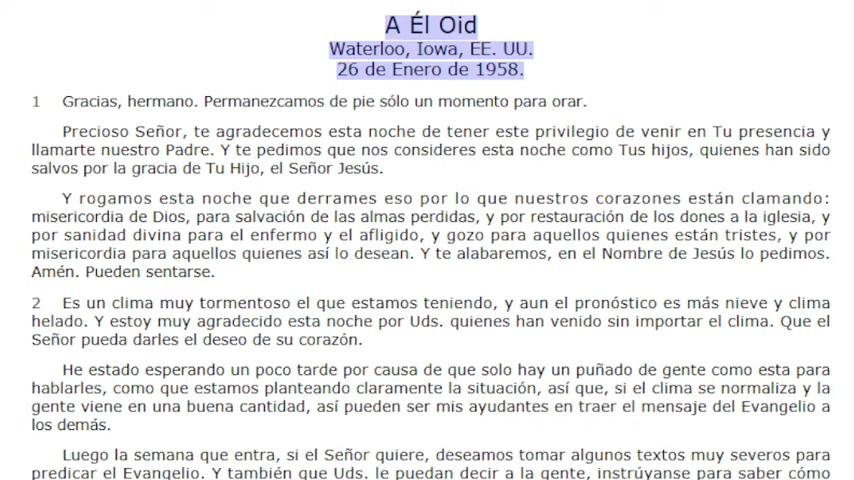 A Él Oid
Waterloo, Iowa, EE. UU.
26 de Enero de 1958.
1 Gracias, hermano. Permanezcamos de pie sólo un momento para orar.
Precioso Señor, te agradecemos esta noche de tener este privilegio de venir en Tu presencia y
llamarte nuestro Padre. Y te pedimos que nos consideres esta noche como Tus hijos, quienes han sido
salvos por la gracia de Tu Hijo, el Señor Jesús.
Y rogamos esta noche que derrames eso por lo que nuestros corazones están clamando:
misericordia de Dios, para salvación de las almas perdidas, y por restauración de los dones a la iglesia, y
por sanidad divina para el enfermo y el afligido, y gozo para aquellos quienes están tristes, y por
misericordia para aquellos quienes así lo desean. Y te alabaremos, en el Nombre de Jesús lo pedimos.
Amén. Pueden sentarse.
2 Es un clima muy tormentoso el que estamos teniendo, y aun el pronóstico es más nieve y clima
helado. Y estoy muy agradecido esta noche por Uds. quienes han venido sin importar el clima. Que el
Señor pueda darles el deseo de su corazón.
He estado esperando un poco tarde por causa de que solo hay un puñado de gente como esta para
hablarles, como que estamos planteando claramente la situación, así que, si el clima se normaliza y la
gente viene en una buena cantidad, así pueden ser mis ayudantes en traer el mensaje del Evangelio a
los demás.
Luego la semana que entra, si el Señor quiere, deseamos tomar algunos textos muy severos para
predicar el Evangelio. Y también que Uds. le puedan decir a la gente, instrúyanse para saber cómo